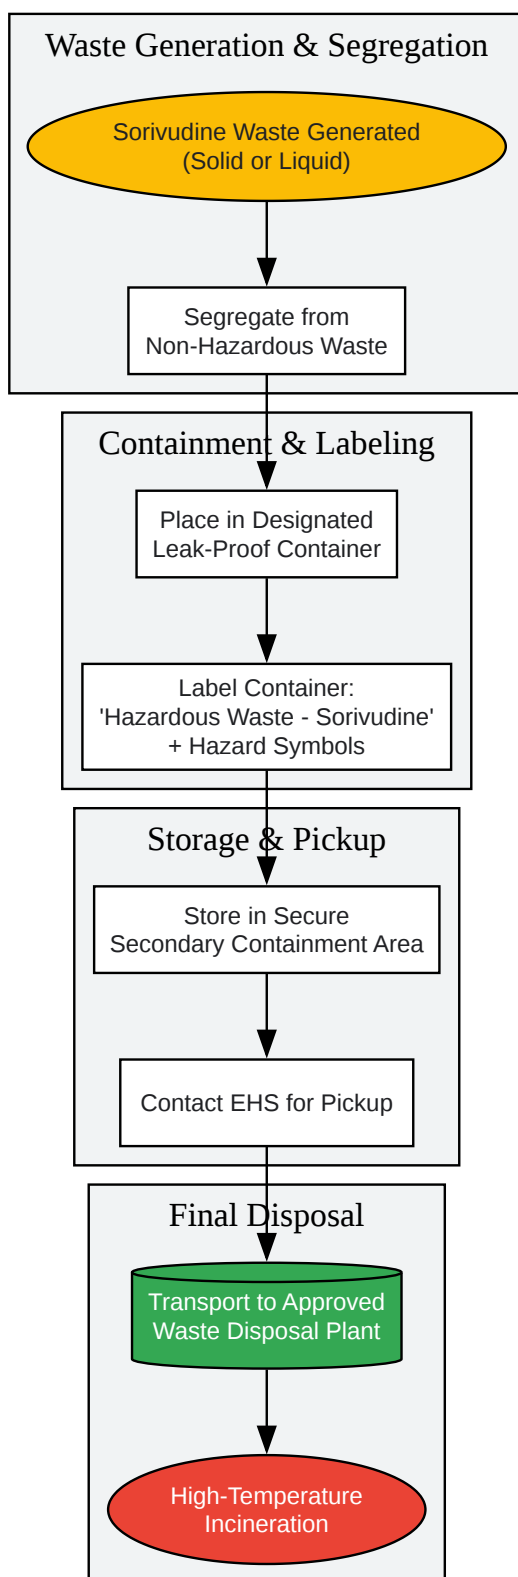 Waste Generation & Segregation
Sorivudine Waste Generated
(Solid or Liquid)
Segregate from
Non-Hazardous Waste
Containment & Labeling
Place in Designated
Leak-Proof Container
Label Container:
'Hazardous Waste - Sorivudine'
+ Hazard Symbols
Storage & Pickup
Store in Secure
Secondary Containment Area
Contact EHS for Pickup
Final Disposal
Transport to Approved
Waste Disposal Plant
High-Temperature
Incineration